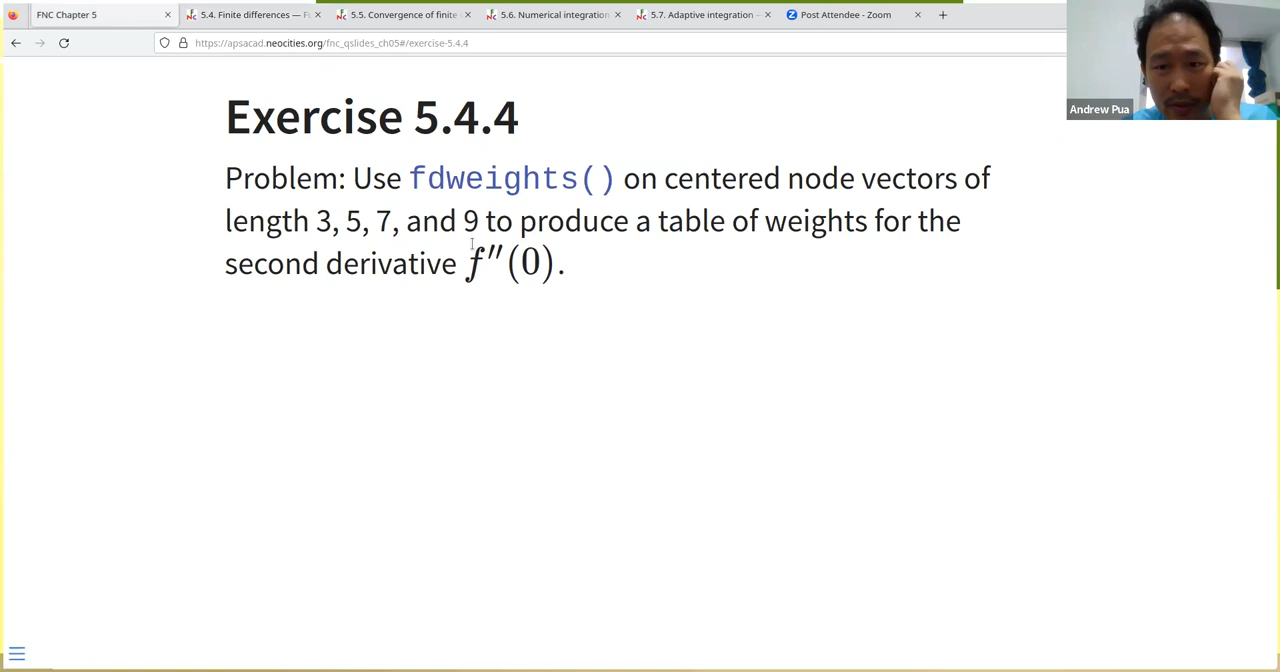 FNC Chapter 5
5.4. Finite differences — F
5.5. Convergence of finite
5.6. Numerical integration
5.7. Adaptive integration –
Post Attendee - Zoom
https://apsacad.neocities.org/fnc_qslides_ch05#/exercise-5.4.4
Andrew Pua
Exercise 5.4.4
Problem: Use fdweights() on centered node vectors of
length 3, 5, 7, and 9 to produce a table of weights for the
second derivative f''(0).